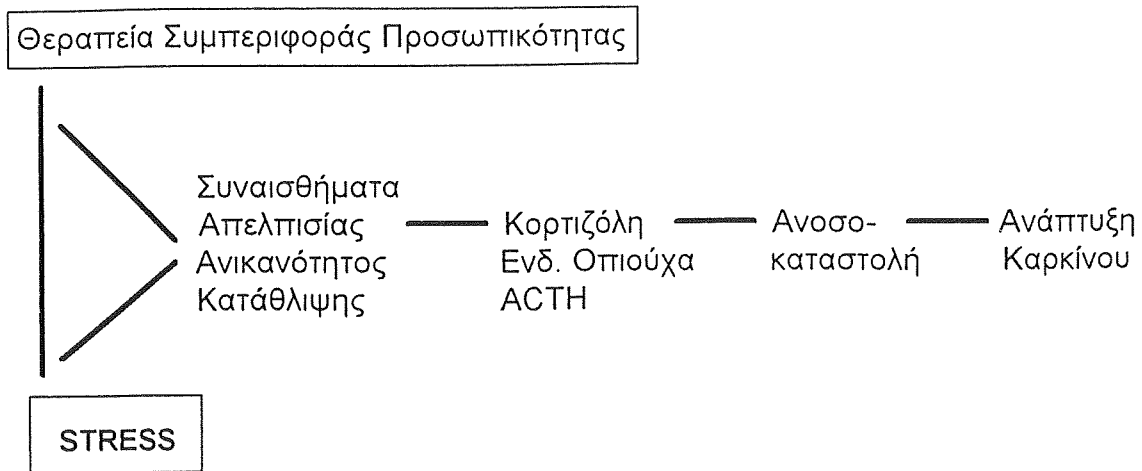 Θεραπεία Συμπεριφοράς Προσωπικότητας
Συναισθήματα
Απελπισίας
Ανικανότητος
Κατάθλιψης
Κορτιζόλη
Ενδ. Οπιούχα
ACTH
Ανοσο-
καταστολή
Ανάπτυξη
Καρκίνου
STRESS